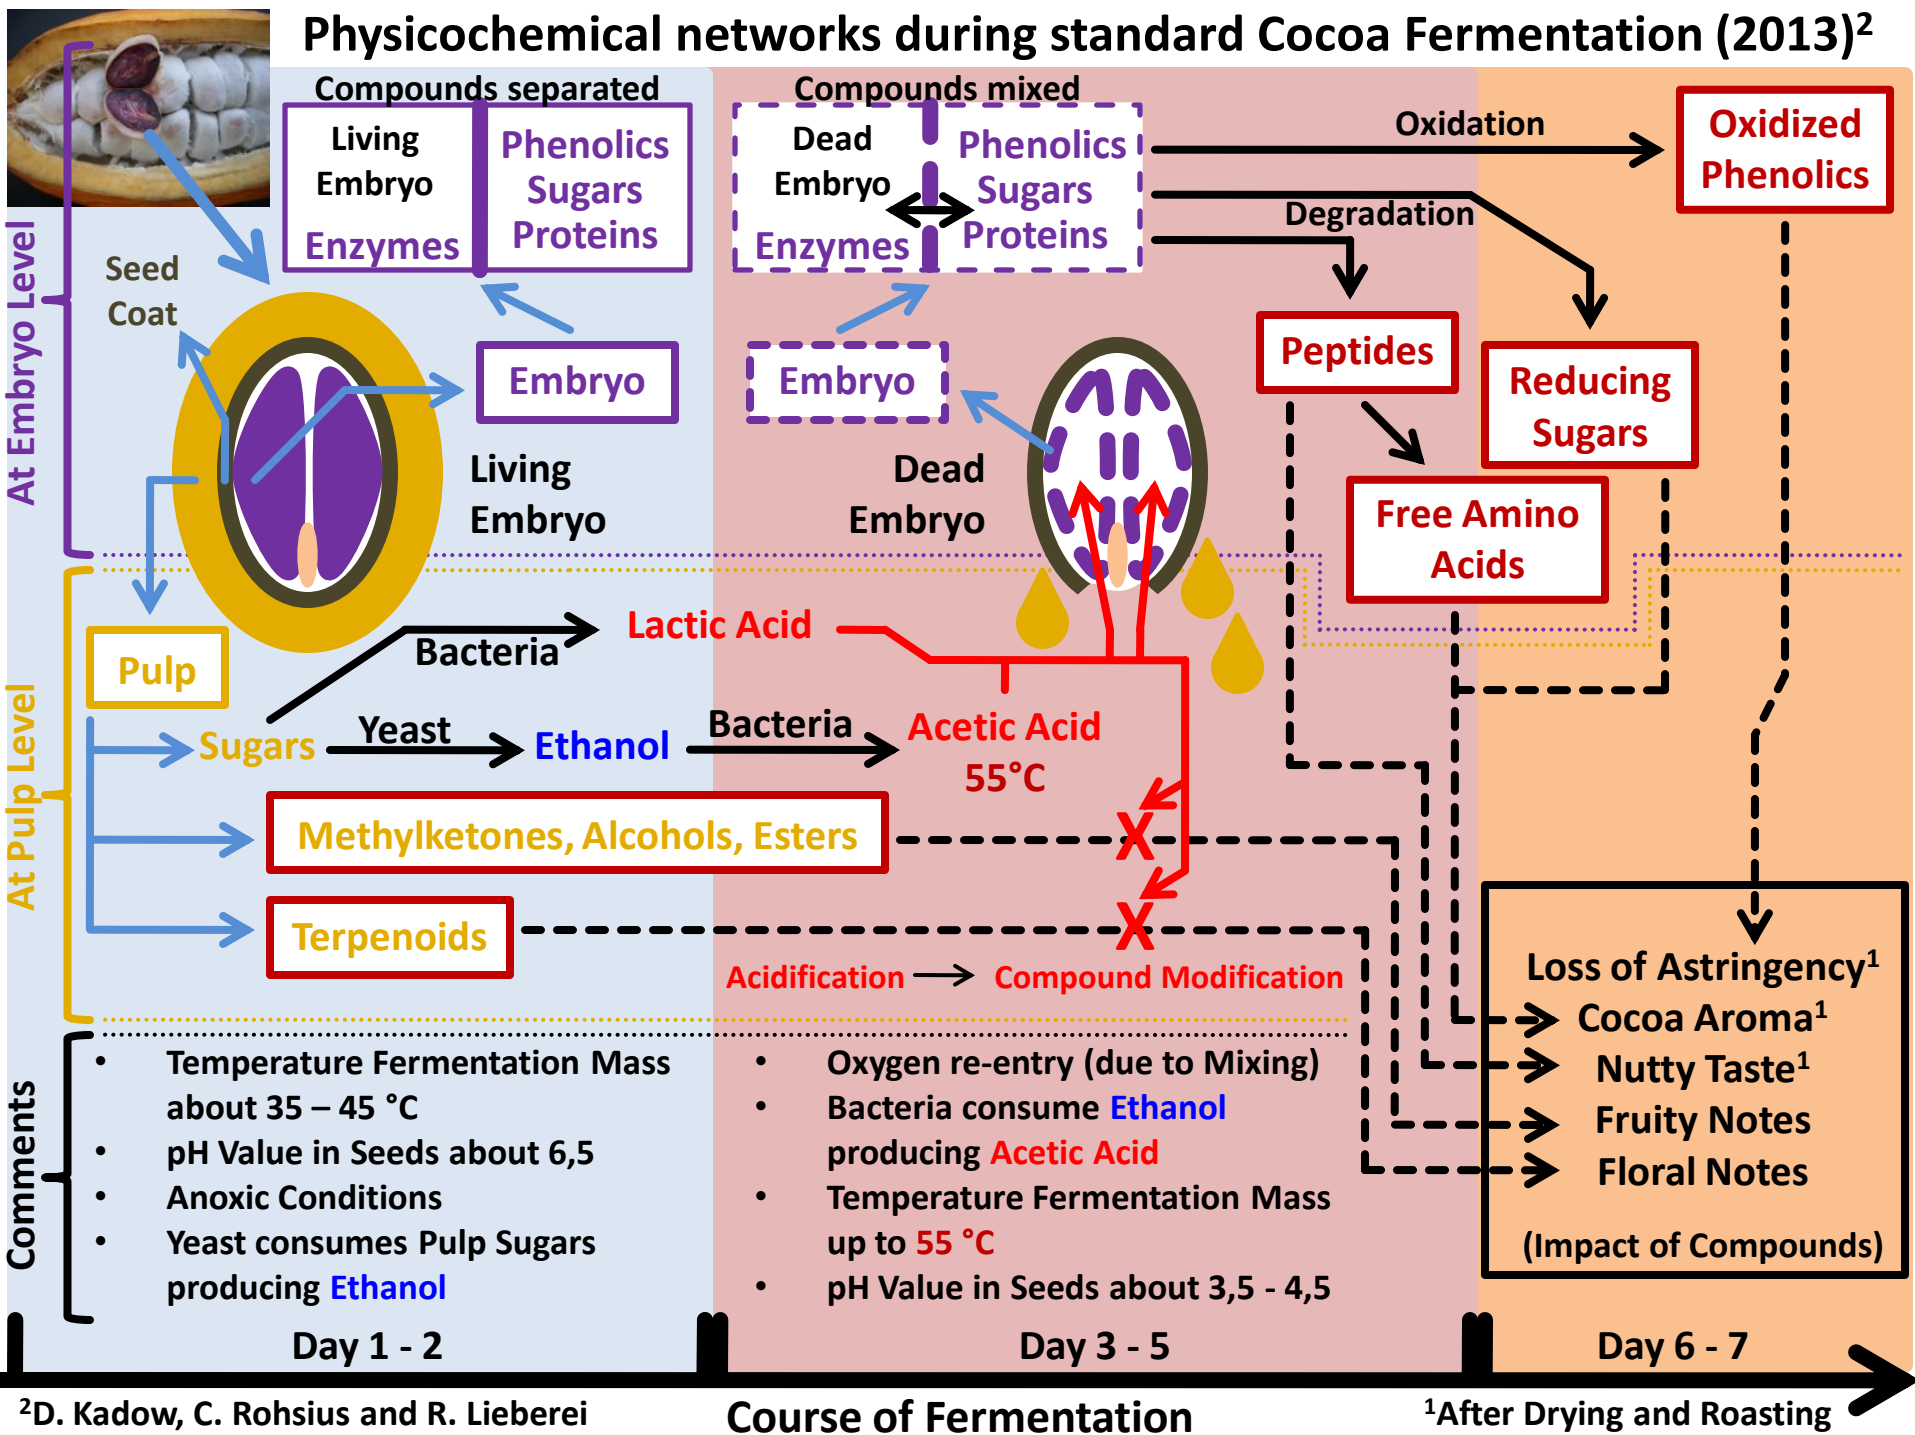 Physicochemical networks during standard Cocoa Fermentation (2013)²
At Embryo Level
Compounds separated
Living
Embryo
Enzymes
Phenolics
Sugars
Proteins
Compounds mixed
Dead
Embryo
Enzymes
Phenolics
Sugars
Proteins
Oxidation
Degradation
Oxidized
Phenolics
Seed
Coat
Embryo
Living
Embryo
Embryo
Dead
Embryo
Peptides
Reducing
Sugars
Free Amino
Acids
At Pulp Level
Pulp
Bacteria
Lactic Acid
Sugars
Yeast
Ethanol
Bacteria
Acetic Acid
55°C
Methylketones, Alcohols, Esters
X
Terpenoids
X
Acidification
Compound Modification
Loss of Astringency¹
Cocoa Aroma¹
Nutty Taste¹
Fruity Notes
Floral Notes
(Impact of Compounds)
Comments
• Temperature Fermentation Mass
about 35 – 45 °C
• pH Value in Seeds about 6,5
• Anoxic Conditions
• Yeast consumes Pulp Sugars
producing Ethanol
• Oxygen re-entry (due to Mixing)
• Bacteria consume Ethanol
producing Acetic Acid
• Temperature Fermentation Mass
up to 55 °C
• pH Value in Seeds about 3,5 - 4,5
Day 1 - 2
Day 3 - 5
Day 6 - 7
²D. Kadow, C. Rohsius and R. Lieberei
Course of Fermentation
¹After Drying and Roasting